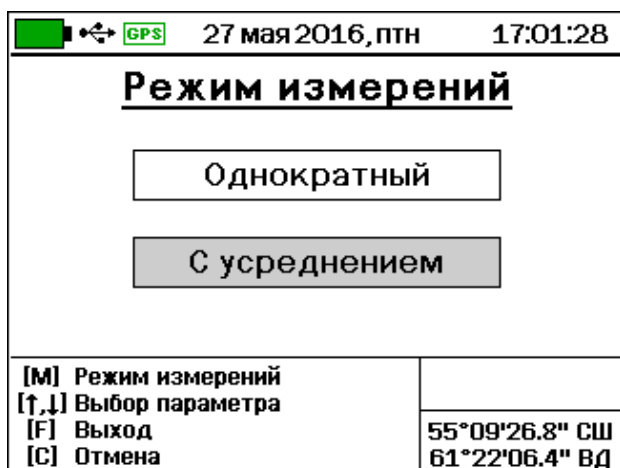 GPS 27 мая 2016, птн 17:01:28
Режим измерений
Однократный
С усреднением
[M] Режим измерений
[↑,↓] Выбор параметра
[F] Выход
[C] Отмена
55°09'26.8" СШ
61°22'06.4" ВД